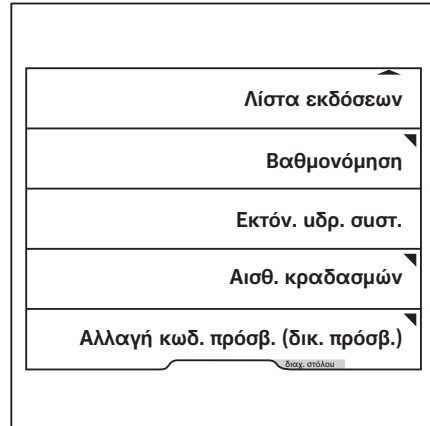 Λίστα εκδόσεων
Βαθμονόμηση
Εκτόν. υδρ. συστ.
Αισθ. κραδασμών
Αλλαγή κωδ. πρόσβ. (δικ. πρόσβ.)
διαχ. στόλου